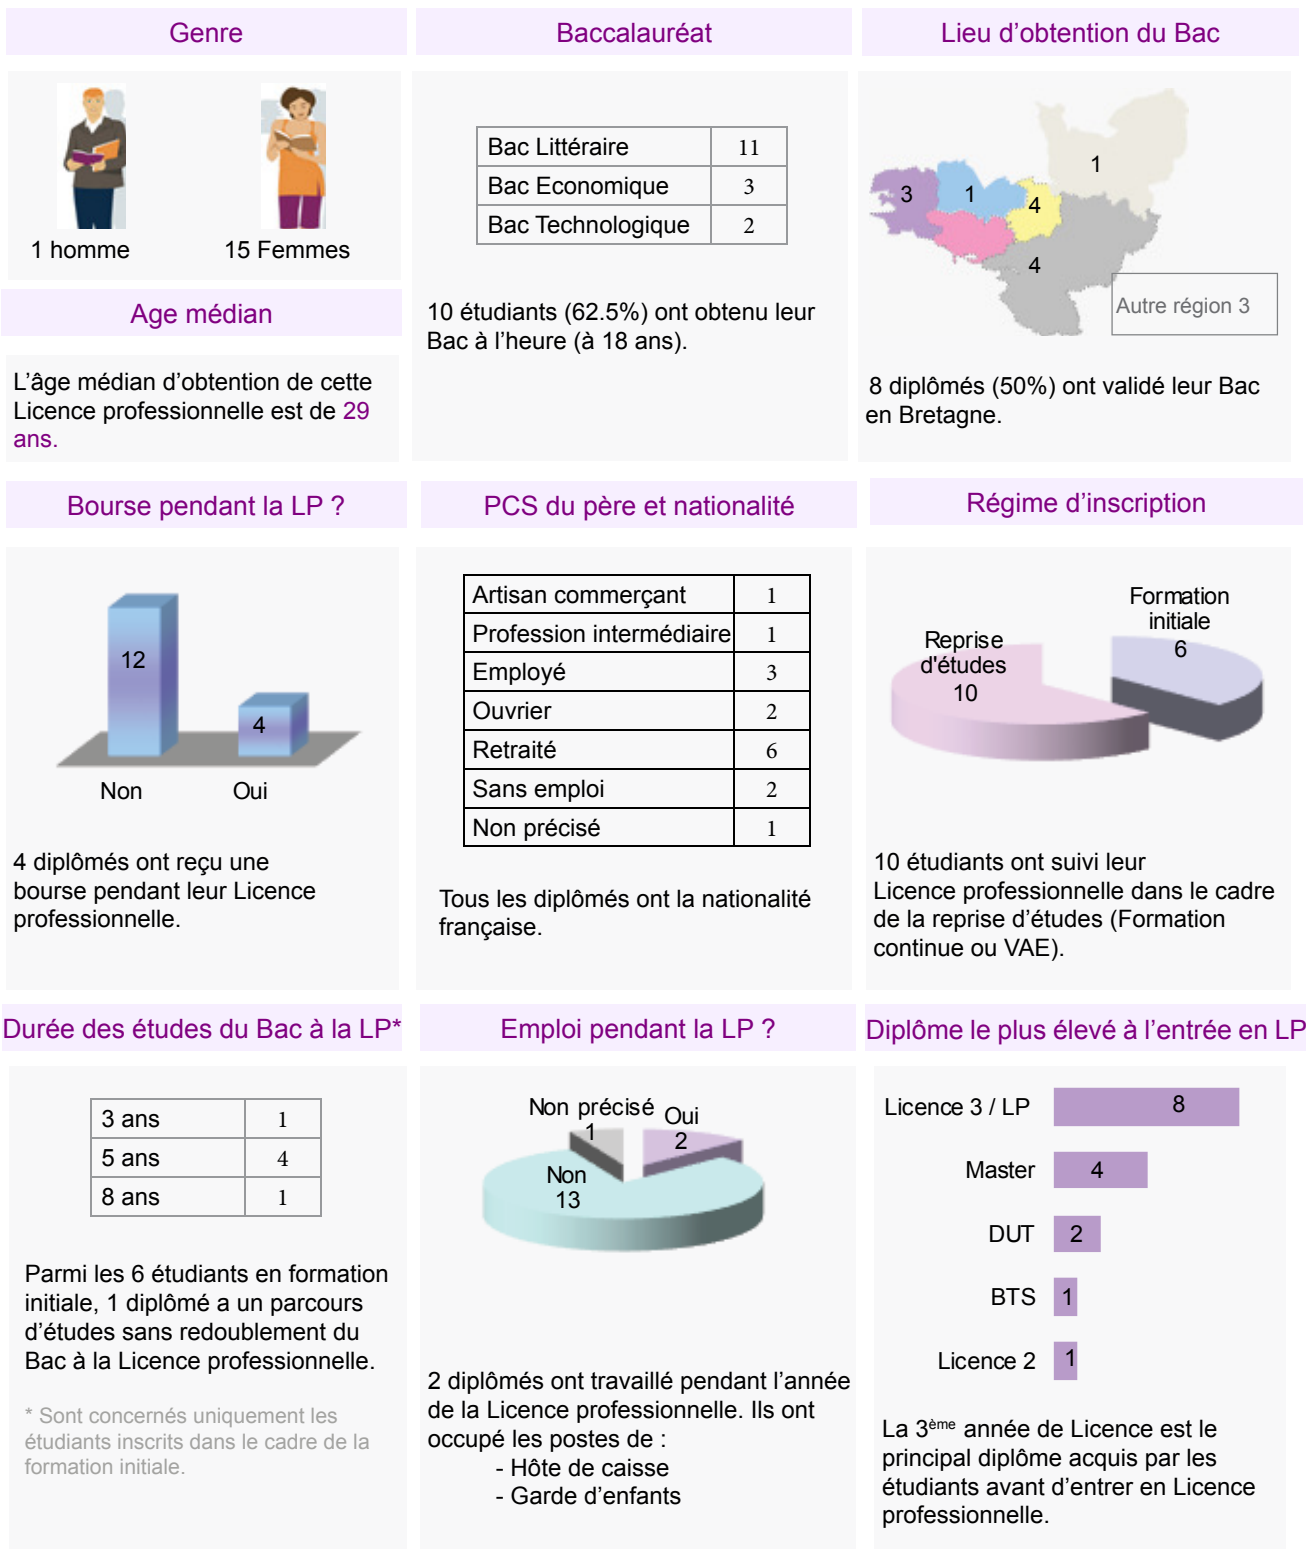 Genre
1 homme
15 Femmes
Age médian
L’âge médian d’obtention de cette
Licence professionnelle est de 29
ans.
Baccalauréat
Bac Littéraire 11
Bac Economique 3
Bac Technologique 2
10 étudiants (62.5%) ont obtenu leur
Bac à l’heure (à 18 ans).
Lieu d’obtention du Bac
1
3
1
4
4
Autre région 3
8 diplômés (50%) ont validé leur Bac
en Bretagne.
Bourse pendant la LP ?
12
4
Non
Oui
4 diplômés ont reçu une
bourse pendant leur Licence
professionnelle.
PCS du père et nationalité
Artisan commerçant 1
Profession intermédiaire 1
Employé 3
Ouvrier 2
Retraité 6
Sans emploi 2
Non précisé 1
Tous les diplômés ont la nationalité
française.
Régime d’inscription
Formation
initiale
6
Reprise
d'études
10
10 étudiants ont suivi leur
Licence professionnelle dans le cadre
de la reprise d’études (Formation
continue ou VAE).
Durée des études du Bac à la LP*
3 ans 1
5 ans 4
8 ans 1
Parmi les 6 étudiants en formation
initiale, 1 diplômé a un parcours
d’études sans redoublement du
Bac à la Licence professionnelle.
* Sont concernés uniquement les
étudiants inscrits dans le cadre de la
formation initiale.
Emploi pendant la LP ?
Non précisé
1
Oui
2
Non
13
2 diplômés ont travaillé pendant l’année
de la Licence professionnelle. Ils ont
occupé les postes de :
- Hôte de caisse
- Garde d’enfants
Diplôme le plus élevé à l’entrée en LP
Licence 3 / LP 8
Master 4
DUT 2
BTS 1
Licence 2 1
La 3ème année de Licence est le
principal diplôme acquis par les
étudiants avant d’entrer en Licence
professionnelle.